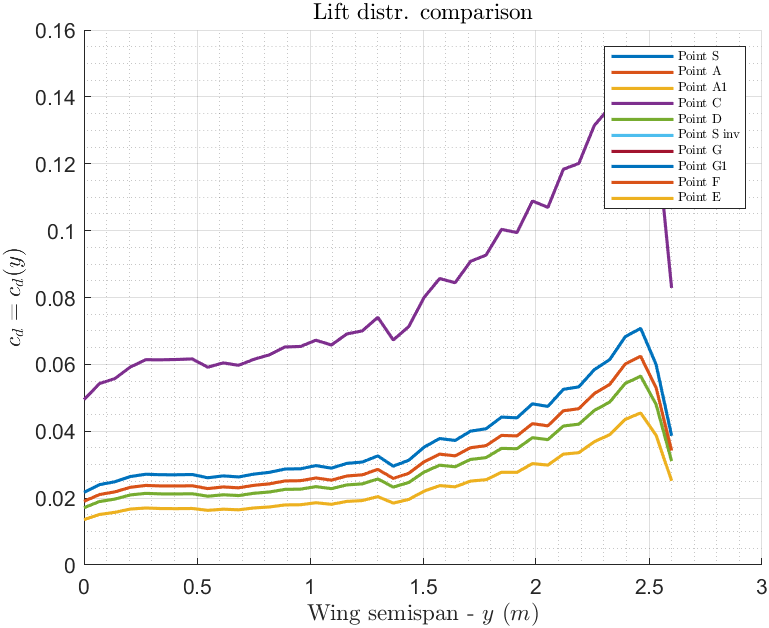 Lift distr. comparison
0.16
0.14
0.12
0.1
0.08
0.06
0.04
0.02
0
c_d = c_d(y)
Point S
Point A
Point A1
Point C
Point D
Point S inv
Point G
Point G1
Point F
Point E
0 0.5 1 1.5 2 2.5 3
Wing semispan - y (m)